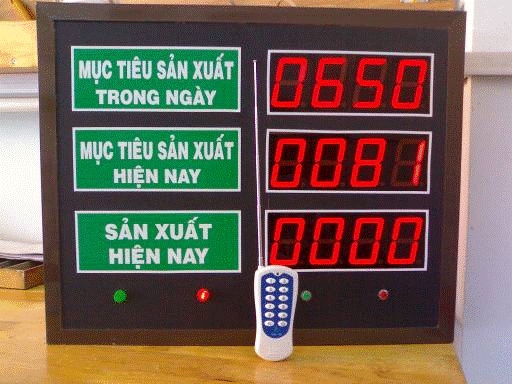 MỤC TIÊU SẢN XUẤT
TRONG NGÀY
0650
MỤC TIÊU SẢN XUẤT
HIỆN NAY
0081
SẢN XUẤT
HIỆN NAY
0000